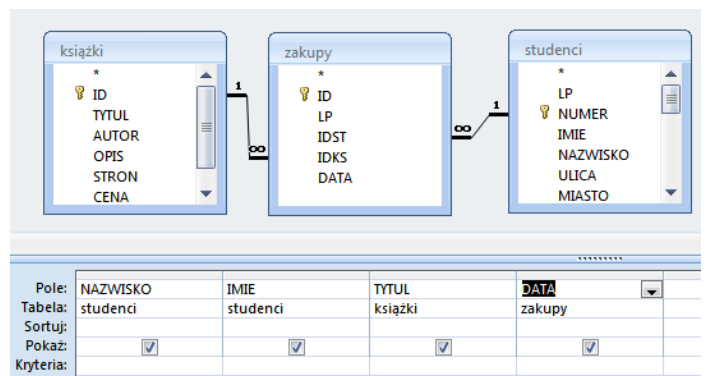 książki
*
ID
TYTUL
AUTOR
OPIS
STRON
CENA
1
∞
zakupy
*
ID
LP
IDST
IDKS
DATA
∞
1
studenci
*
LP
NUMER
IMIE
NAZWISKO
ULICA
MIASTO
Pole: NAZWISKO IMIE TYTUL DATA
Tabela: studenci studenci książki zakupy
Sortuj:
Pokaż:
Kryteria: